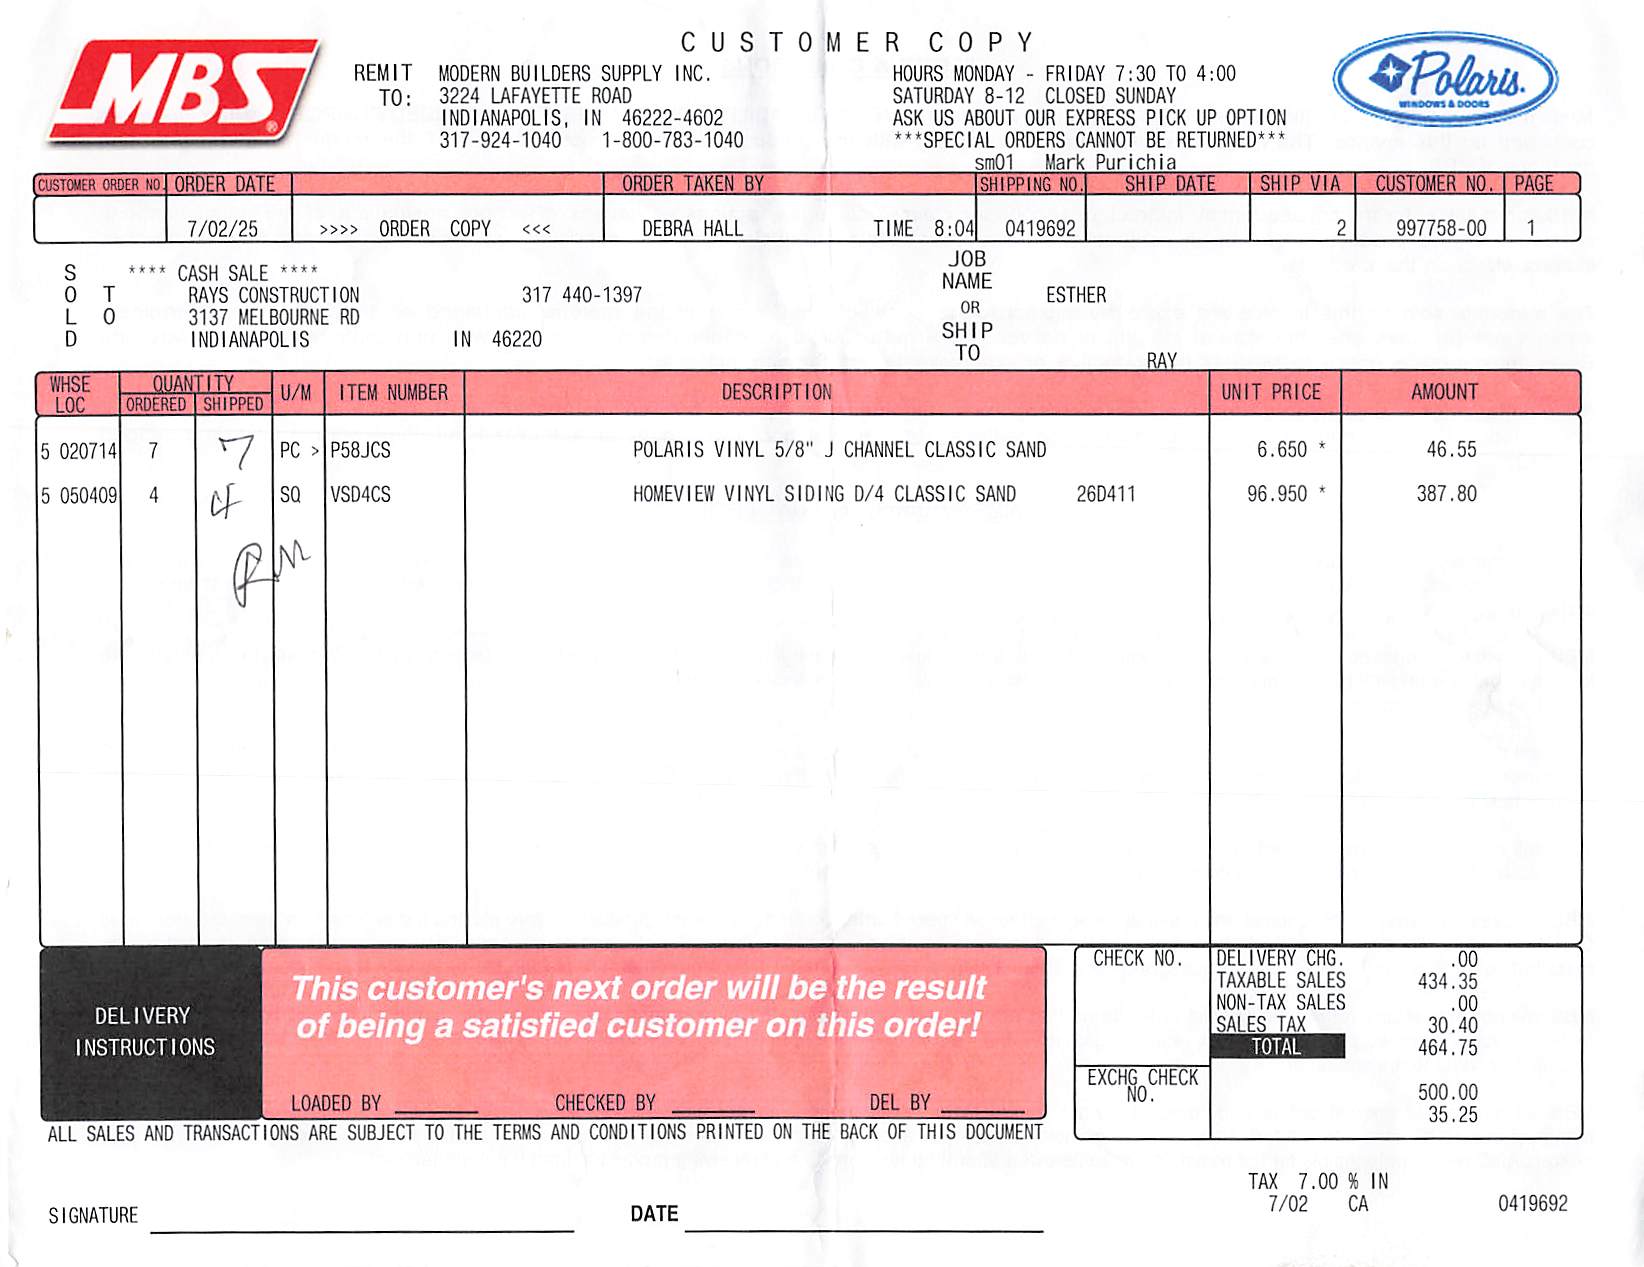 CUSTOMER COPY
MBS
REMIT TO: MODERN BUILDERS SUPPLY INC.
3224 LAFAYETTE ROAD
INDIANAPOLIS, IN 46222-4602
317-924-1040 1-800-783-1040
HOURS MONDAY - FRIDAY 7:30 TO 4:00
SATURDAY 8-12 CLOSED SUNDAY
ASK US ABOUT OUR EXPRESS PICK UP OPTION
***SPECIAL ORDERS CANNOT BE RETURNED***
sm01 Mark Purichia
Polaris.
WINDOWS & DOORS
CUSTOMER ORDER NO. ORDER DATE ORDER TAKEN BY SHIPPING NO. SHIP DATE SHIP VIA CUSTOMER NO. PAGE
7/02/25 >>>> ORDER COPY <<< DEBRA HALL TIME 8:04 0419692 2 997758-00 1
SOLD TO
**** CASH SALE ****
RAYS CONSTRUCTION 317 440-1397
3137 MELBOURNE RD
INDIANAPOLIS IN 46220
JOB NAME OR SHIP TO
ESTHER
RAY
WHSE LOC QUANTITY ORDERED SHIPPED U/M ITEM NUMBER DESCRIPTION UNIT PRICE AMOUNT
5 020714 7 7 PC > P58JCS POLARIS VINYL 5/8" J CHANNEL CLASSIC SAND 6.650 * 46.55
5 050409 4 4 SQ VSD4CS HOMEVIEW VINYL SIDING D/4 CLASSIC SAND 26D411 96.950 * 387.80
DELIVERY INSTRUCTIONS
This customer's next order will be the result
of being a satisfied customer on this order!
LOADED BY CHECKED BY DEL BY
CHECK NO.
EXCHG CHECK NO.
DELIVERY CHG. .00
TAXABLE SALES 434.35
NON-TAX SALES .00
SALES TAX 30.40
TOTAL 464.75
500.00
35.25
ALL SALES AND TRANSACTIONS ARE SUBJECT TO THE TERMS AND CONDITIONS PRINTED ON THE BACK OF THIS DOCUMENT
TAX 7.00 % IN
7/02 CA 0419692
SIGNATURE DATE